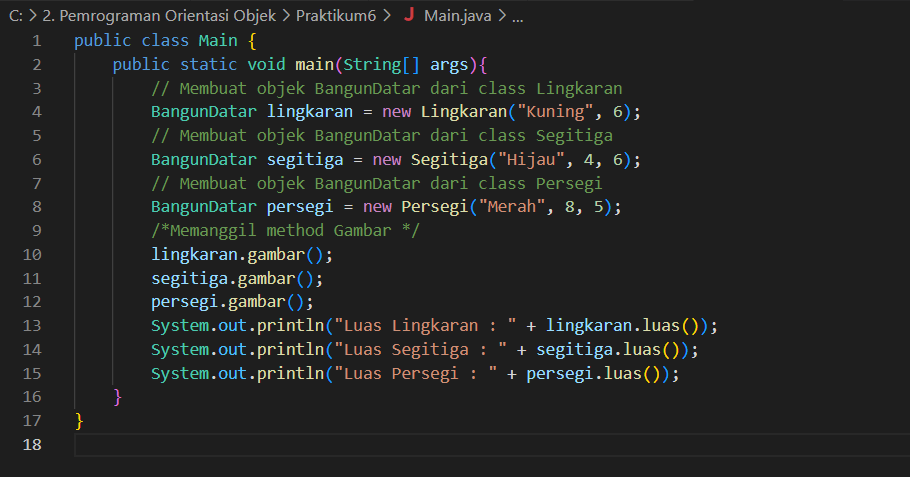 C: > 2. Pemrograman Orientasi Objek > Praktikum6 > J Main.java > ...
1 public class Main {
2 public static void main(String[] args){
3 // Membuat objek BangunDatar dari class Lingkaran
4 BangunDatar lingkaran = new Lingkaran("Kuning", 6);
5 // Membuat objek BangunDatar dari class Segitiga
6 BangunDatar segitiga = new Segitiga("Hijau", 4, 6);
7 // Membuat objek BangunDatar dari class Persegi
8 BangunDatar persegi = new Persegi("Merah", 8, 5);
9 /*Memanggil method Gambar */
10 lingkaran.gambar();
11 segitiga.gambar();
12 persegi.gambar();
13 System.out.println("Luas Lingkaran : " + lingkaran.luas());
14 System.out.println("Luas Segitiga : " + segitiga.luas());
15 System.out.println("Luas Persegi : " + persegi.luas());
16 }
17 }
18